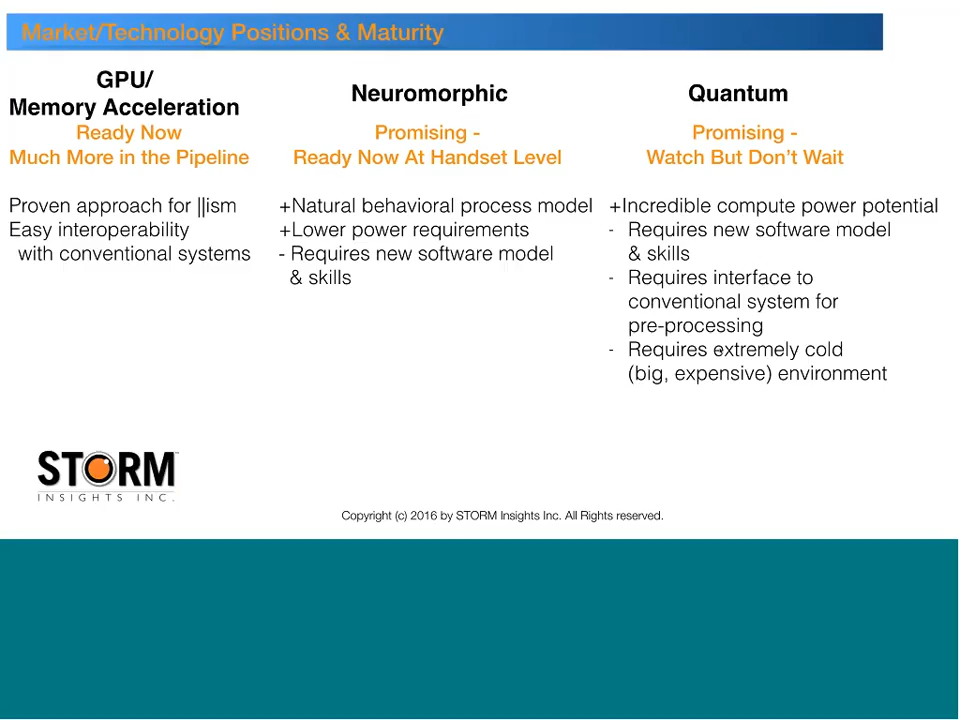 Market/Technology Positions & Maturity
GPU/
Memory Acceleration
Ready Now
Much More in the Pipeline
Proven approach for ||ism
Easy interoperability
with conventional systems
Neuromorphic
Promising -
Ready Now At Handset Level
+Natural behavioral process model
+Lower power requirements
- Requires new software model
& skills
Quantum
Promising -
Watch But Don't Wait
+Incredible compute power potential
- Requires new software model
& skills
- Requires interface to
conventional system for
pre-processing
- Requires extremely cold
(big, expensive) environment
STORM™
INSIGHTS INC.
Copyright (c) 2016 by STORM Insights Inc. All Rights reserved.